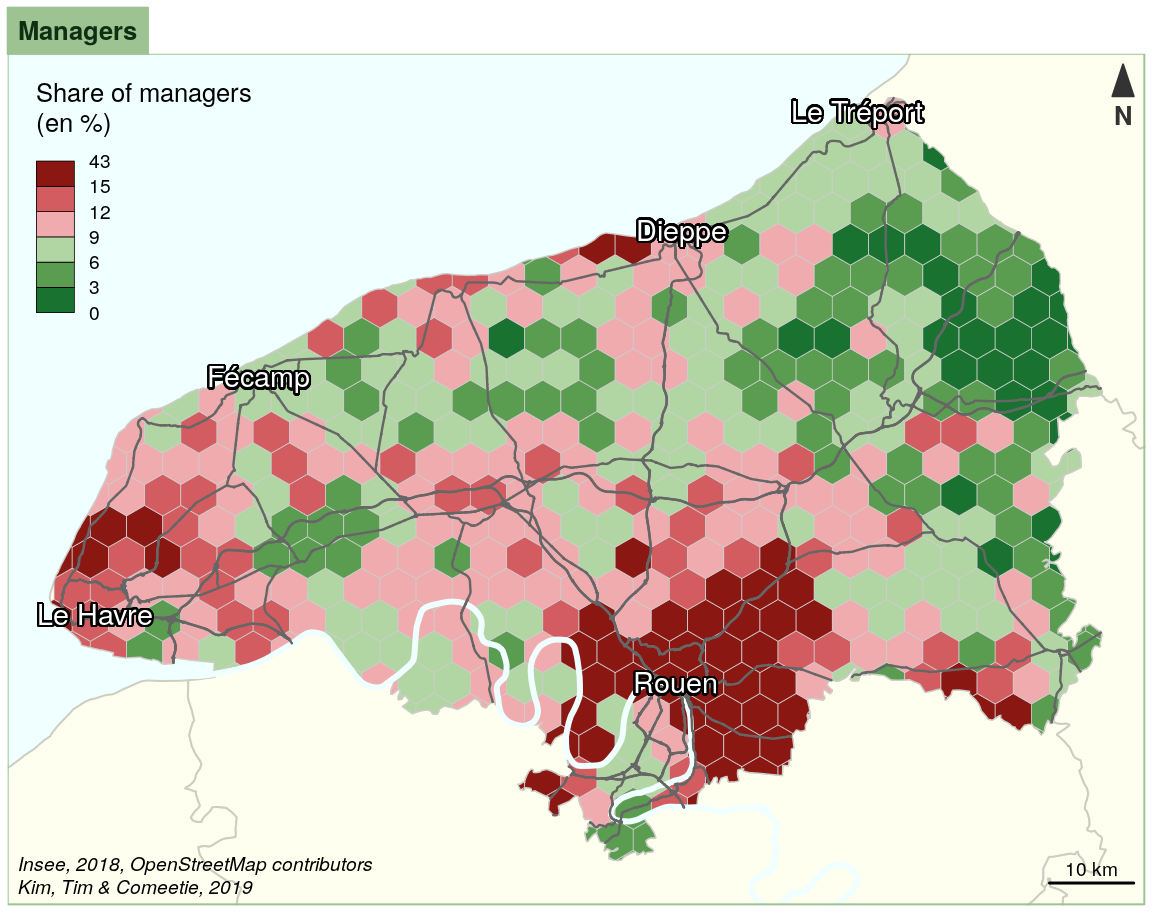 Managers
Share of managers
(en %)
43
15
12
9
6
3
0
N
Le Tréport
Dieppe
Fécamp
Le Havre
Rouen
Insee, 2018, OpenStreetMap contributors
Kim, Tim & Comeetie, 2019
10 km